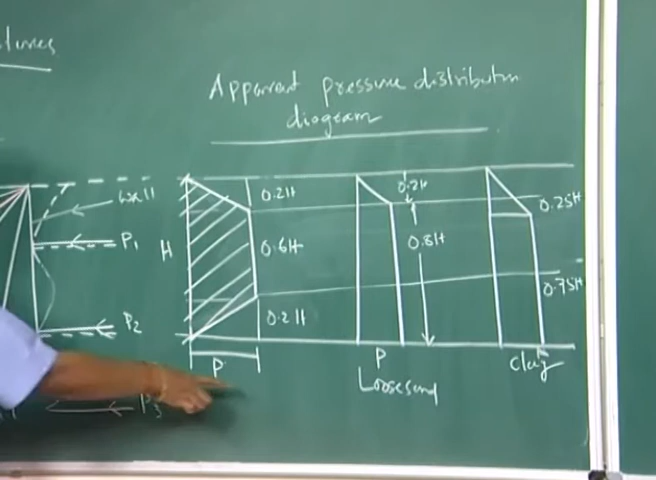 Apparent pressure distribution
diagram
wall
0.2H
0.2H
0.25H
P1
H
0.6H
0.8H
0.75H
P2
0.2H
P
P
Clay
Loose sand
P3